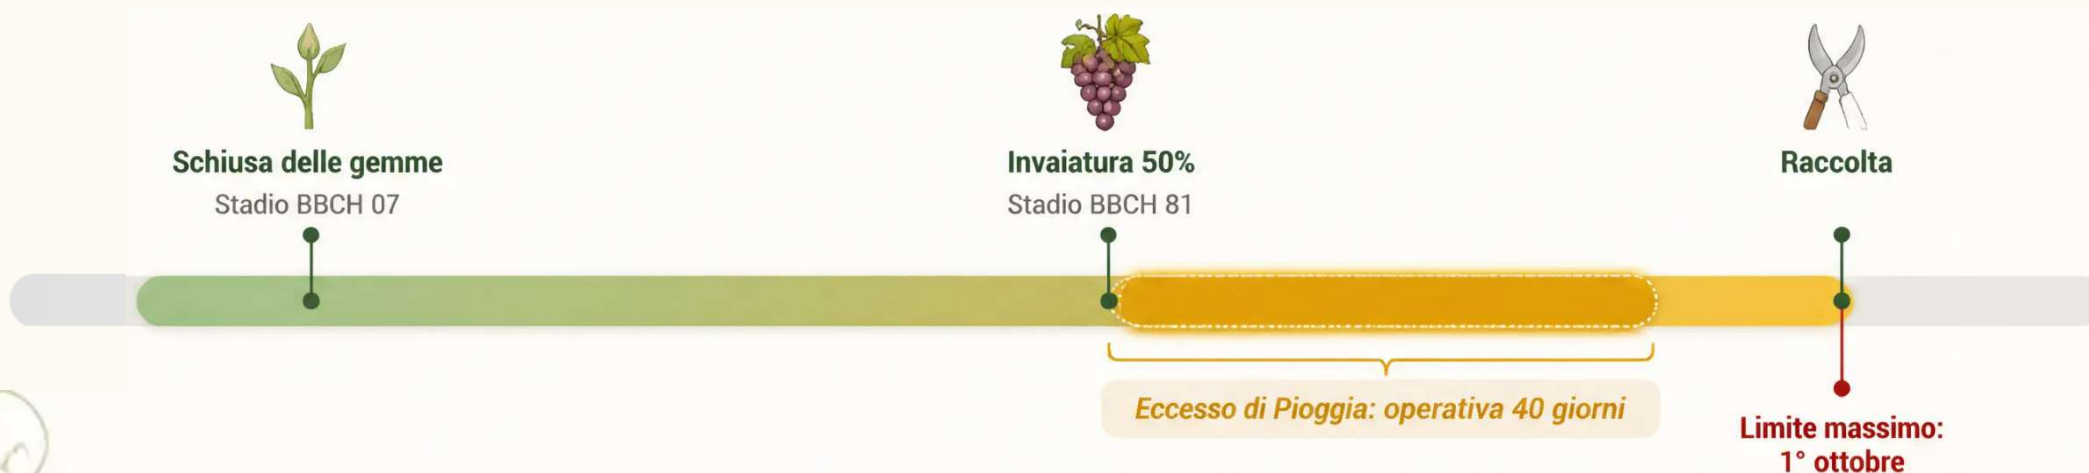 Schiusa delle gemme
Stadio BBCH 07
Invaiatura 50%
Stadio BBCH 81
Raccolta
Eccesso di Pioggia: operativa 40 giorni
Limite massimo:
1° ottobre